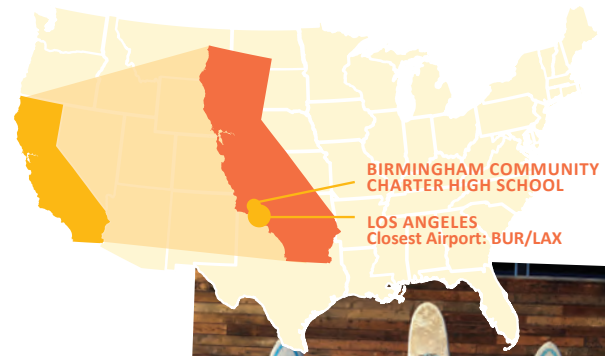 BIRMINGHAM COMMUNITY
CHARTER HIGH SCHOOL
LOS ANGELES
Closest Airport: BUR/LAX